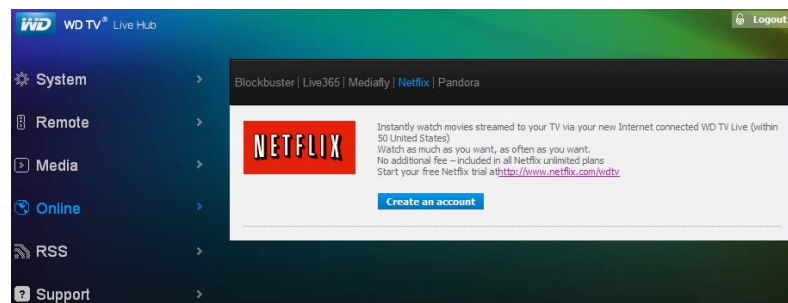 WD WD TV® Live Hub
Logout
System
Remote
Media
Online
RSS
Support
Blockbuster Live365 Mediafly Netflix Pandora
NETFLIX
Instantly watch movies streamed to your TV via your new Internet connected WD TV Live (within
50 United States)
Watch as much as you want, as often as you want.
No additional fee – included in all Netflix unlimited plans
Start your free Netflix trial athttp://www.netflix.com/wdtv
Create an account